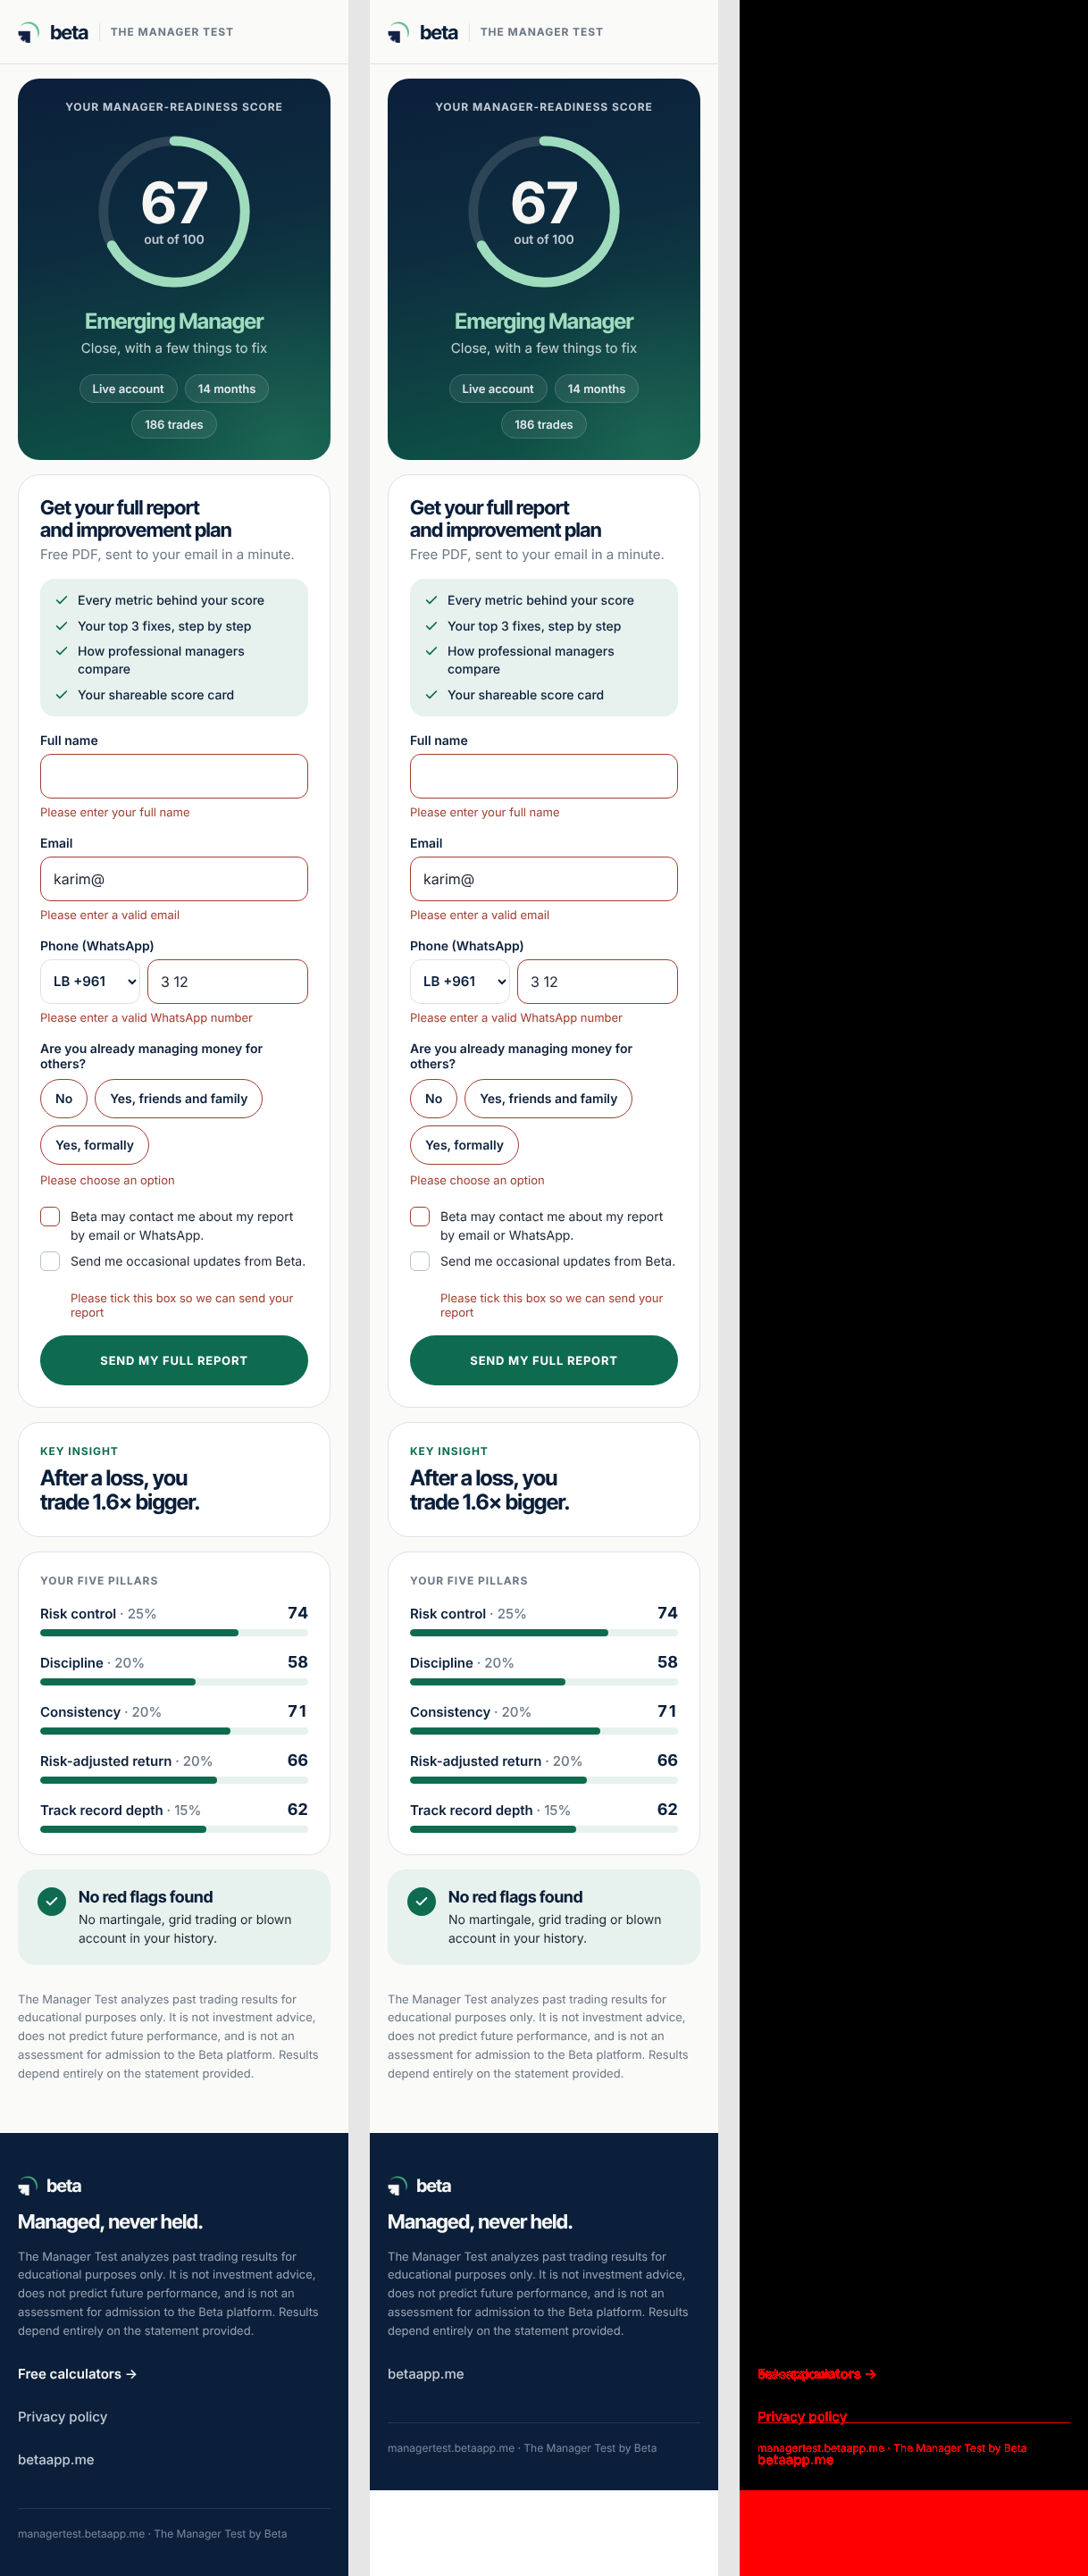 beta
THE MANAGER TEST
YOUR MANAGER-READINESS SCORE
67
out of 100
Emerging Manager
Close, with a few things to fix
Live account
14 months
186 trades
Get your full report
and improvement plan
Free PDF, sent to your email in a minute.
Every metric behind your score
Your top 3 fixes, step by step
How professional managers
compare
Your shareable score card
Full name
Please enter your full name
Email
karim@
Please enter a valid email
Phone (WhatsApp)
LB +961
3 12
Please enter a valid WhatsApp number
Are you already managing money for
others?
No
Yes, friends and family
Yes, formally
Please choose an option
Beta may contact me about my report
by email or WhatsApp.
Send me occasional updates from Beta.
Please tick this box so we can send your
report
SEND MY FULL REPORT
KEY INSIGHT
After a loss, you
trade 1.6× bigger.
YOUR FIVE PILLARS
Risk control · 25% 74
Discipline · 20% 58
Consistency · 20% 71
Risk-adjusted return · 20% 66
Track record depth · 15% 62
No red flags found
No martingale, grid trading or blown
account in your history.
The Manager Test analyzes past trading results for
educational purposes only. It is not investment advice,
does not predict future performance, and is not an
assessment for admission to the Beta platform. Results
depend entirely on the statement provided.
beta
Managed, never held.
The Manager Test analyzes past trading results for
educational purposes only. It is not investment advice,
does not predict future performance, and is not an
assessment for admission to the Beta platform. Results
depend entirely on the statement provided.
Free calculators →
Privacy policy
betaapp.me
managertest.betaapp.me · The Manager Test by Beta
beta
THE MANAGER TEST
YOUR MANAGER-READINESS SCORE
67
out of 100
Emerging Manager
Close, with a few things to fix
Live account
14 months
186 trades
Get your full report
and improvement plan
Free PDF, sent to your email in a minute.
Every metric behind your score
Your top 3 fixes, step by step
How professional managers
compare
Your shareable score card
Full name
Please enter your full name
Email
karim@
Please enter a valid email
Phone (WhatsApp)
LB +961
3 12
Please enter a valid WhatsApp number
Are you already managing money for
others?
No
Yes, friends and family
Yes, formally
Please choose an option
Beta may contact me about my report
by email or WhatsApp.
Send me occasional updates from Beta.
Please tick this box so we can send your
report
SEND MY FULL REPORT
KEY INSIGHT
After a loss, you
trade 1.6× bigger.
YOUR FIVE PILLARS
Risk control · 25% 74
Discipline · 20% 58
Consistency · 20% 71
Risk-adjusted return · 20% 66
Track record depth · 15% 62
No red flags found
No martingale, grid trading or blown
account in your history.
The Manager Test analyzes past trading results for
educational purposes only. It is not investment advice,
does not predict future performance, and is not an
assessment for admission to the Beta platform. Results
depend entirely on the statement provided.
beta
Managed, never held.
The Manager Test analyzes past trading results for
educational purposes only. It is not investment advice,
does not predict future performance, and is not an
assessment for admission to the Beta platform. Results
depend entirely on the statement provided.
betaapp.me
managertest.betaapp.me · The Manager Test by Beta
Privacy policy
managertest.betaapp.me · The Manager Test by Beta
betaapp.me